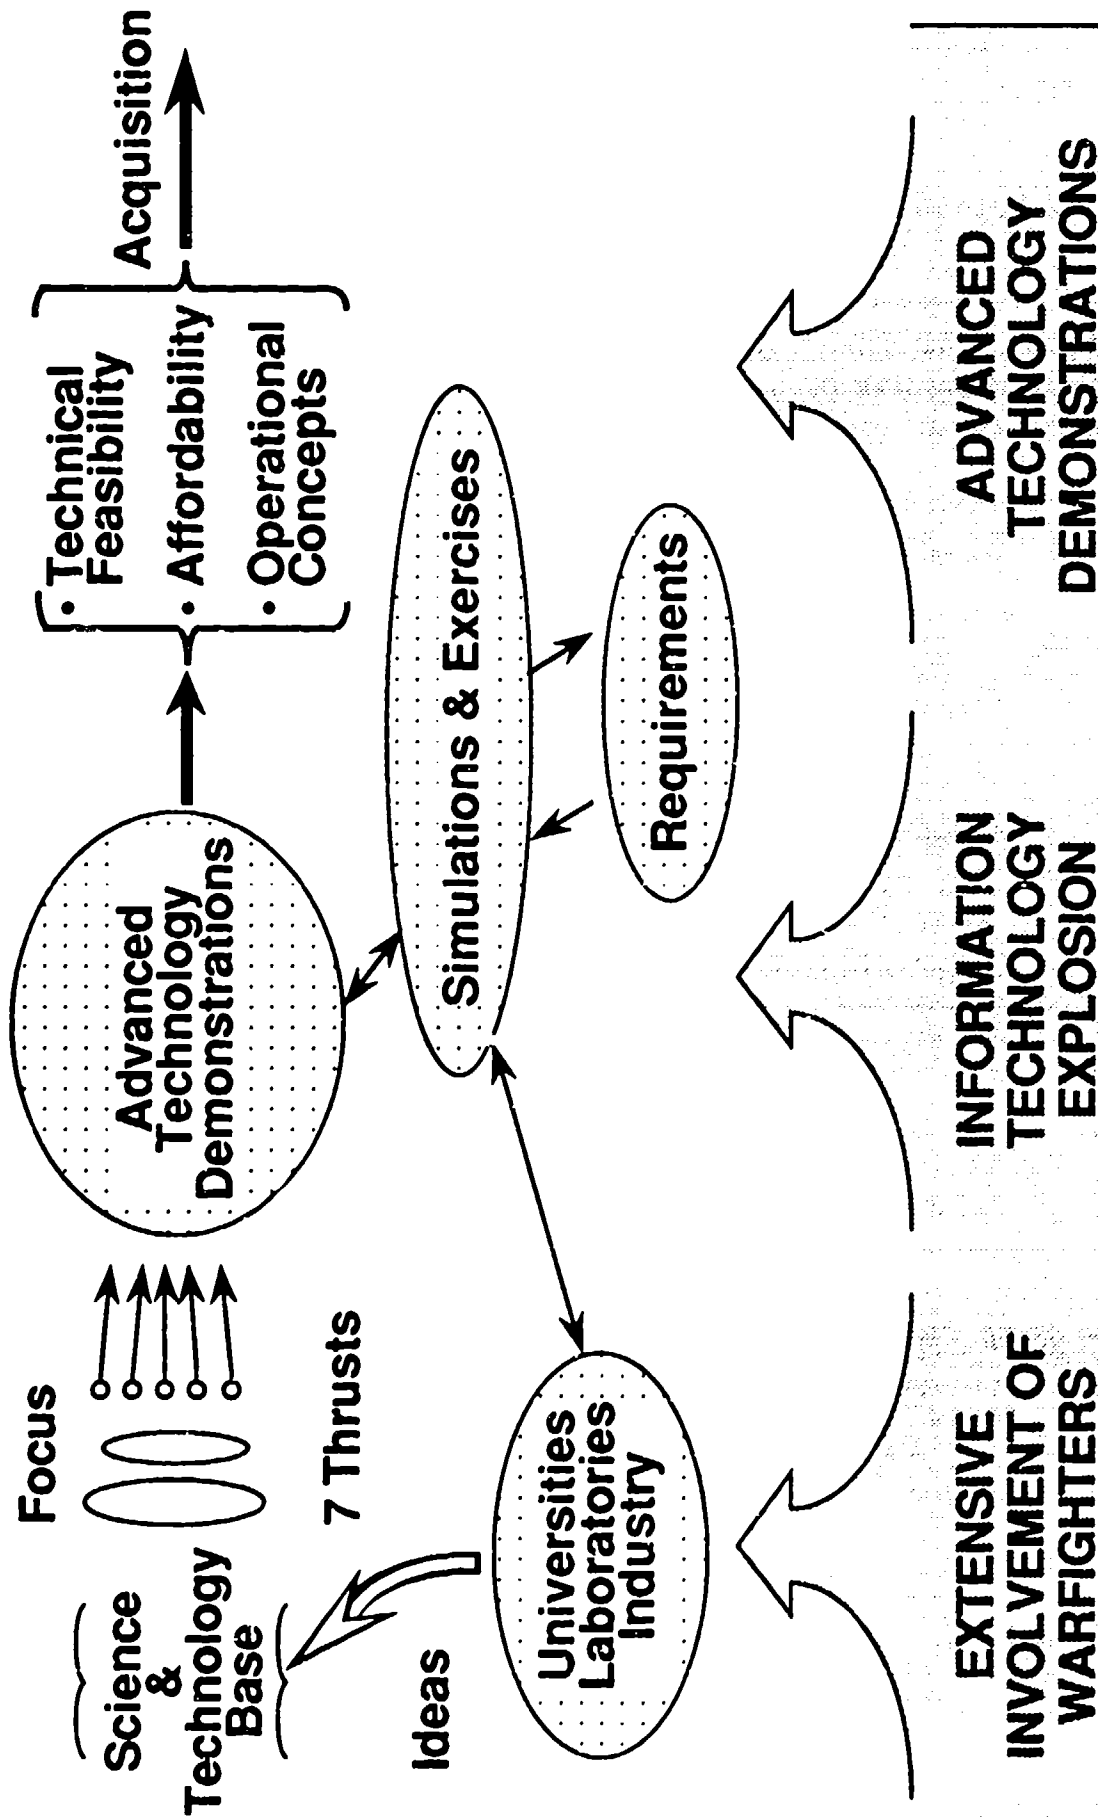 Focus
Science
&
Technology
Base
7 Thrusts
Ideas
Advanced
Technology
Demonstrations
• Technical
Feasibility
• Affordability
• Operational
Concepts
Acquisition
Simulations & Exercises
Requirements
Universities
Laboratories
Industry
EXTENSIVE
INVOLVEMENT OF
WARFIGHTERS
INFORMATION
TECHNOLOGY
EXPLOSION
ADVANCED
TECHNOLOGY
DEMONSTRATIONS